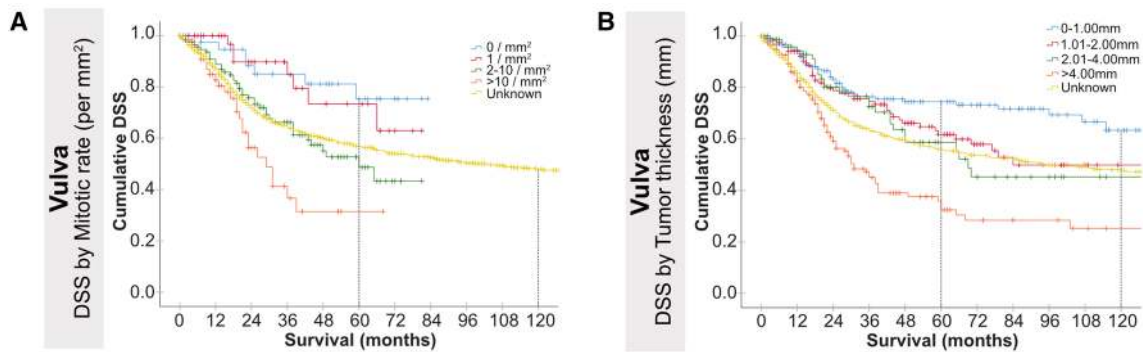 A
Vulva
DSS by Mitotic rate (per mm²)
Cumulative DSS
1.0
0.8
0.6
0.4
0.2
0.0
0 / mm²
1 / mm²
2-10 / mm²
>10 / mm²
Unknown
0 12 24 36 48 60 72 84 96 108 120
Survival (months)
B
Vulva
DSS by Tumor thickness (mm)
Cumulative DSS
1.0
0.8
0.6
0.4
0.2
0.0
0-1.00mm
1.01-2.00mm
2.01-4.00mm
>4.00mm
Unknown
0 12 24 36 48 60 72 84 96 108 120
Survival (months)